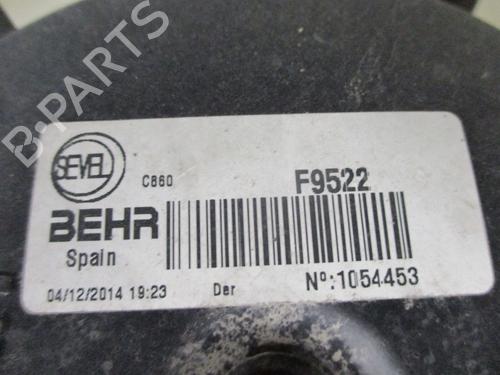 B-PARTS
SEVEL
C860
F9522
BEHR
Spain
04/12/2014 19:23
Der
Nº:1054453